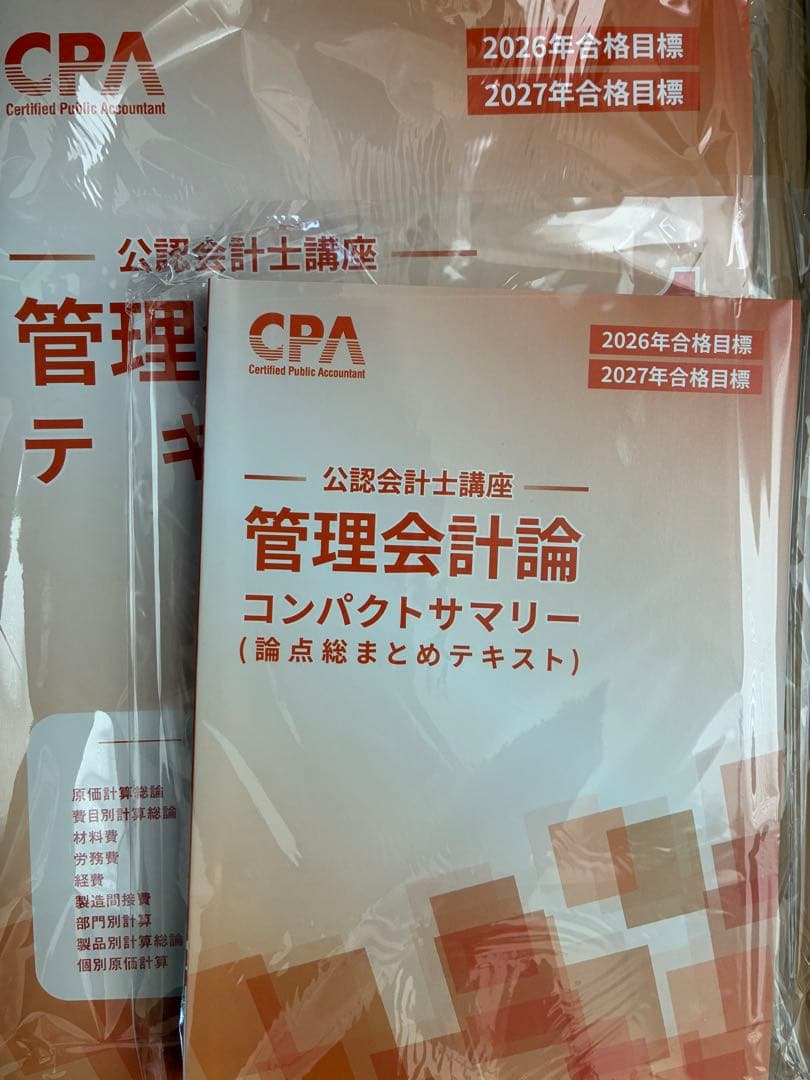 CPA
Certified Public Accountant
2026年合格目標
2027年合格目標
公認会計士講座
管理
テキ
原価計算総論
費目別計算総論
材料費
労務費
経費
製造間接費
部門別計算
製品別計算総論
個別原価計算
CPA
Certified Public Accountant
2026年合格目標
2027年合格目標
公認会計士講座
管理会計論
コンパクトサマリー
(論点総まとめテキスト)